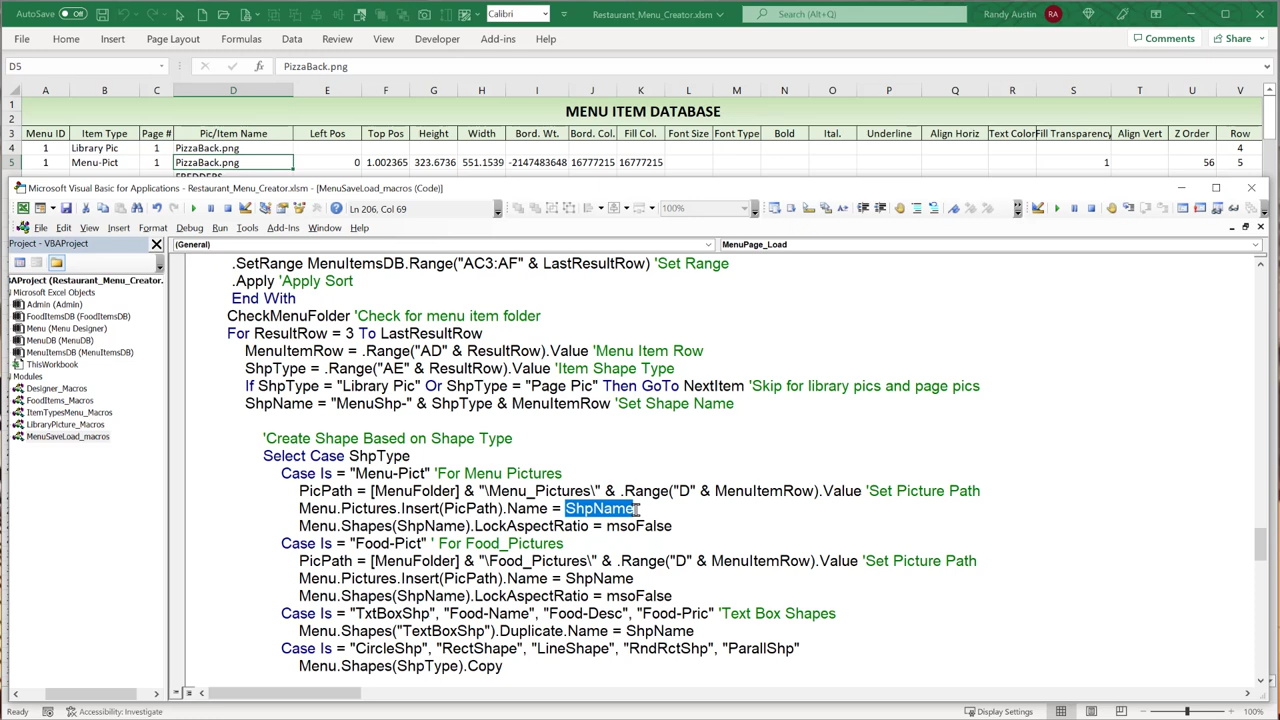 AutoSave Off Calibri Restaurant_Menu_Creator.xlsm Search (Alt+Q) Randy Austin RA
File Home Insert Page Layout Formulas Data Review View Developer Add-ins Help Comments Share
D5 fx PizzaBack.png
A B C D E F G H I J K L M N O P Q R S T U V
1 MENU ITEM DATABASE
2
3 Menu ID Item Type Page # Pic/Item Name Left Pos Top Pos Height Width Bord. Wt. Bord. Col. Fill Col. Font Size Font Type Bold Ital. Underline Align Horiz Text Color Fill Transparency Align Vert Z Order Row
4 1 Library Pic 1 PizzaBack.png 4
5 1 Menu-Pict 1 PizzaBack.png 0 1.002365 323.6736 551.1539 -2147483648 16777215 16777215 1 56 5
Microsoft Visual Basic for Applications - Restaurant_Menu_Creator.xlsm - [MenuSaveLoad_macros (Code)]
Ln 206, Col 69 100%
File Edit View Insert Format Debug Run Tools Add-Ins Window Help
Project - VBAProject
(General) MenuPage_Load
BAProject (Restaurant_Menu_Creator.
Microsoft Excel Objects
Admin (Admin)
FoodItemsDB (FoodItemsDB)
Menu (Menu Designer)
MenuDB (MenuDB)
MenuItemsDB (MenuItemsDB)
ThisWorkbook
Modules
Designer_Macros
FoodItems_Macros
ItemTypesMenu_Macros
LibraryPicture_Macros
MenuSaveLoad_macros
.SetRange MenuItemsDB.Range("AC3:AF" & LastResultRow) 'Set Range
.Apply 'Apply Sort
End With
CheckMenuFolder 'Check for menu item folder
For ResultRow = 3 To LastResultRow
MenuItemRow = .Range("AD" & ResultRow).Value 'Menu Item Row
ShpType = .Range("AE" & ResultRow).Value 'Item Shape Type
If ShpType = "Library Pic" Or ShpType = "Page Pic" Then GoTo NextItem 'Skip for library pics and page pics
ShpName = "MenuShp-" & ShpType & MenuItemRow 'Set Shape Name
'Create Shape Based on Shape Type
Select Case ShpType
Case Is = "Menu-Pict" 'For Menu Pictures
PicPath = [MenuFolder] & "\Menu_Pictures\" & .Range("D" & MenuItemRow).Value 'Set Picture Path
Menu.Pictures.Insert(PicPath).Name = ShpName
Menu.Shapes(ShpName).LockAspectRatio = msoFalse
Case Is = "Food-Pict" ' For Food_Pictures
PicPath = [MenuFolder] & "\Food_Pictures\" & .Range("D" & MenuItemRow).Value 'Set Picture Path
Menu.Pictures.Insert(PicPath).Name = ShpName
Menu.Shapes(ShpName).LockAspectRatio = msoFalse
Case Is = "TxtBoxShp", "Food-Name", "Food-Desc", "Food-Pric" 'Text Box Shapes
Menu.Shapes("TextBoxShp").Duplicate.Name = ShpName
Case Is = "CircleShp", "RectShape", "LineShape", "RndRctShp", "ParallShp"
Menu.Shapes(ShpType).Copy
Ready Accessibility: Investigate Display Settings 100%